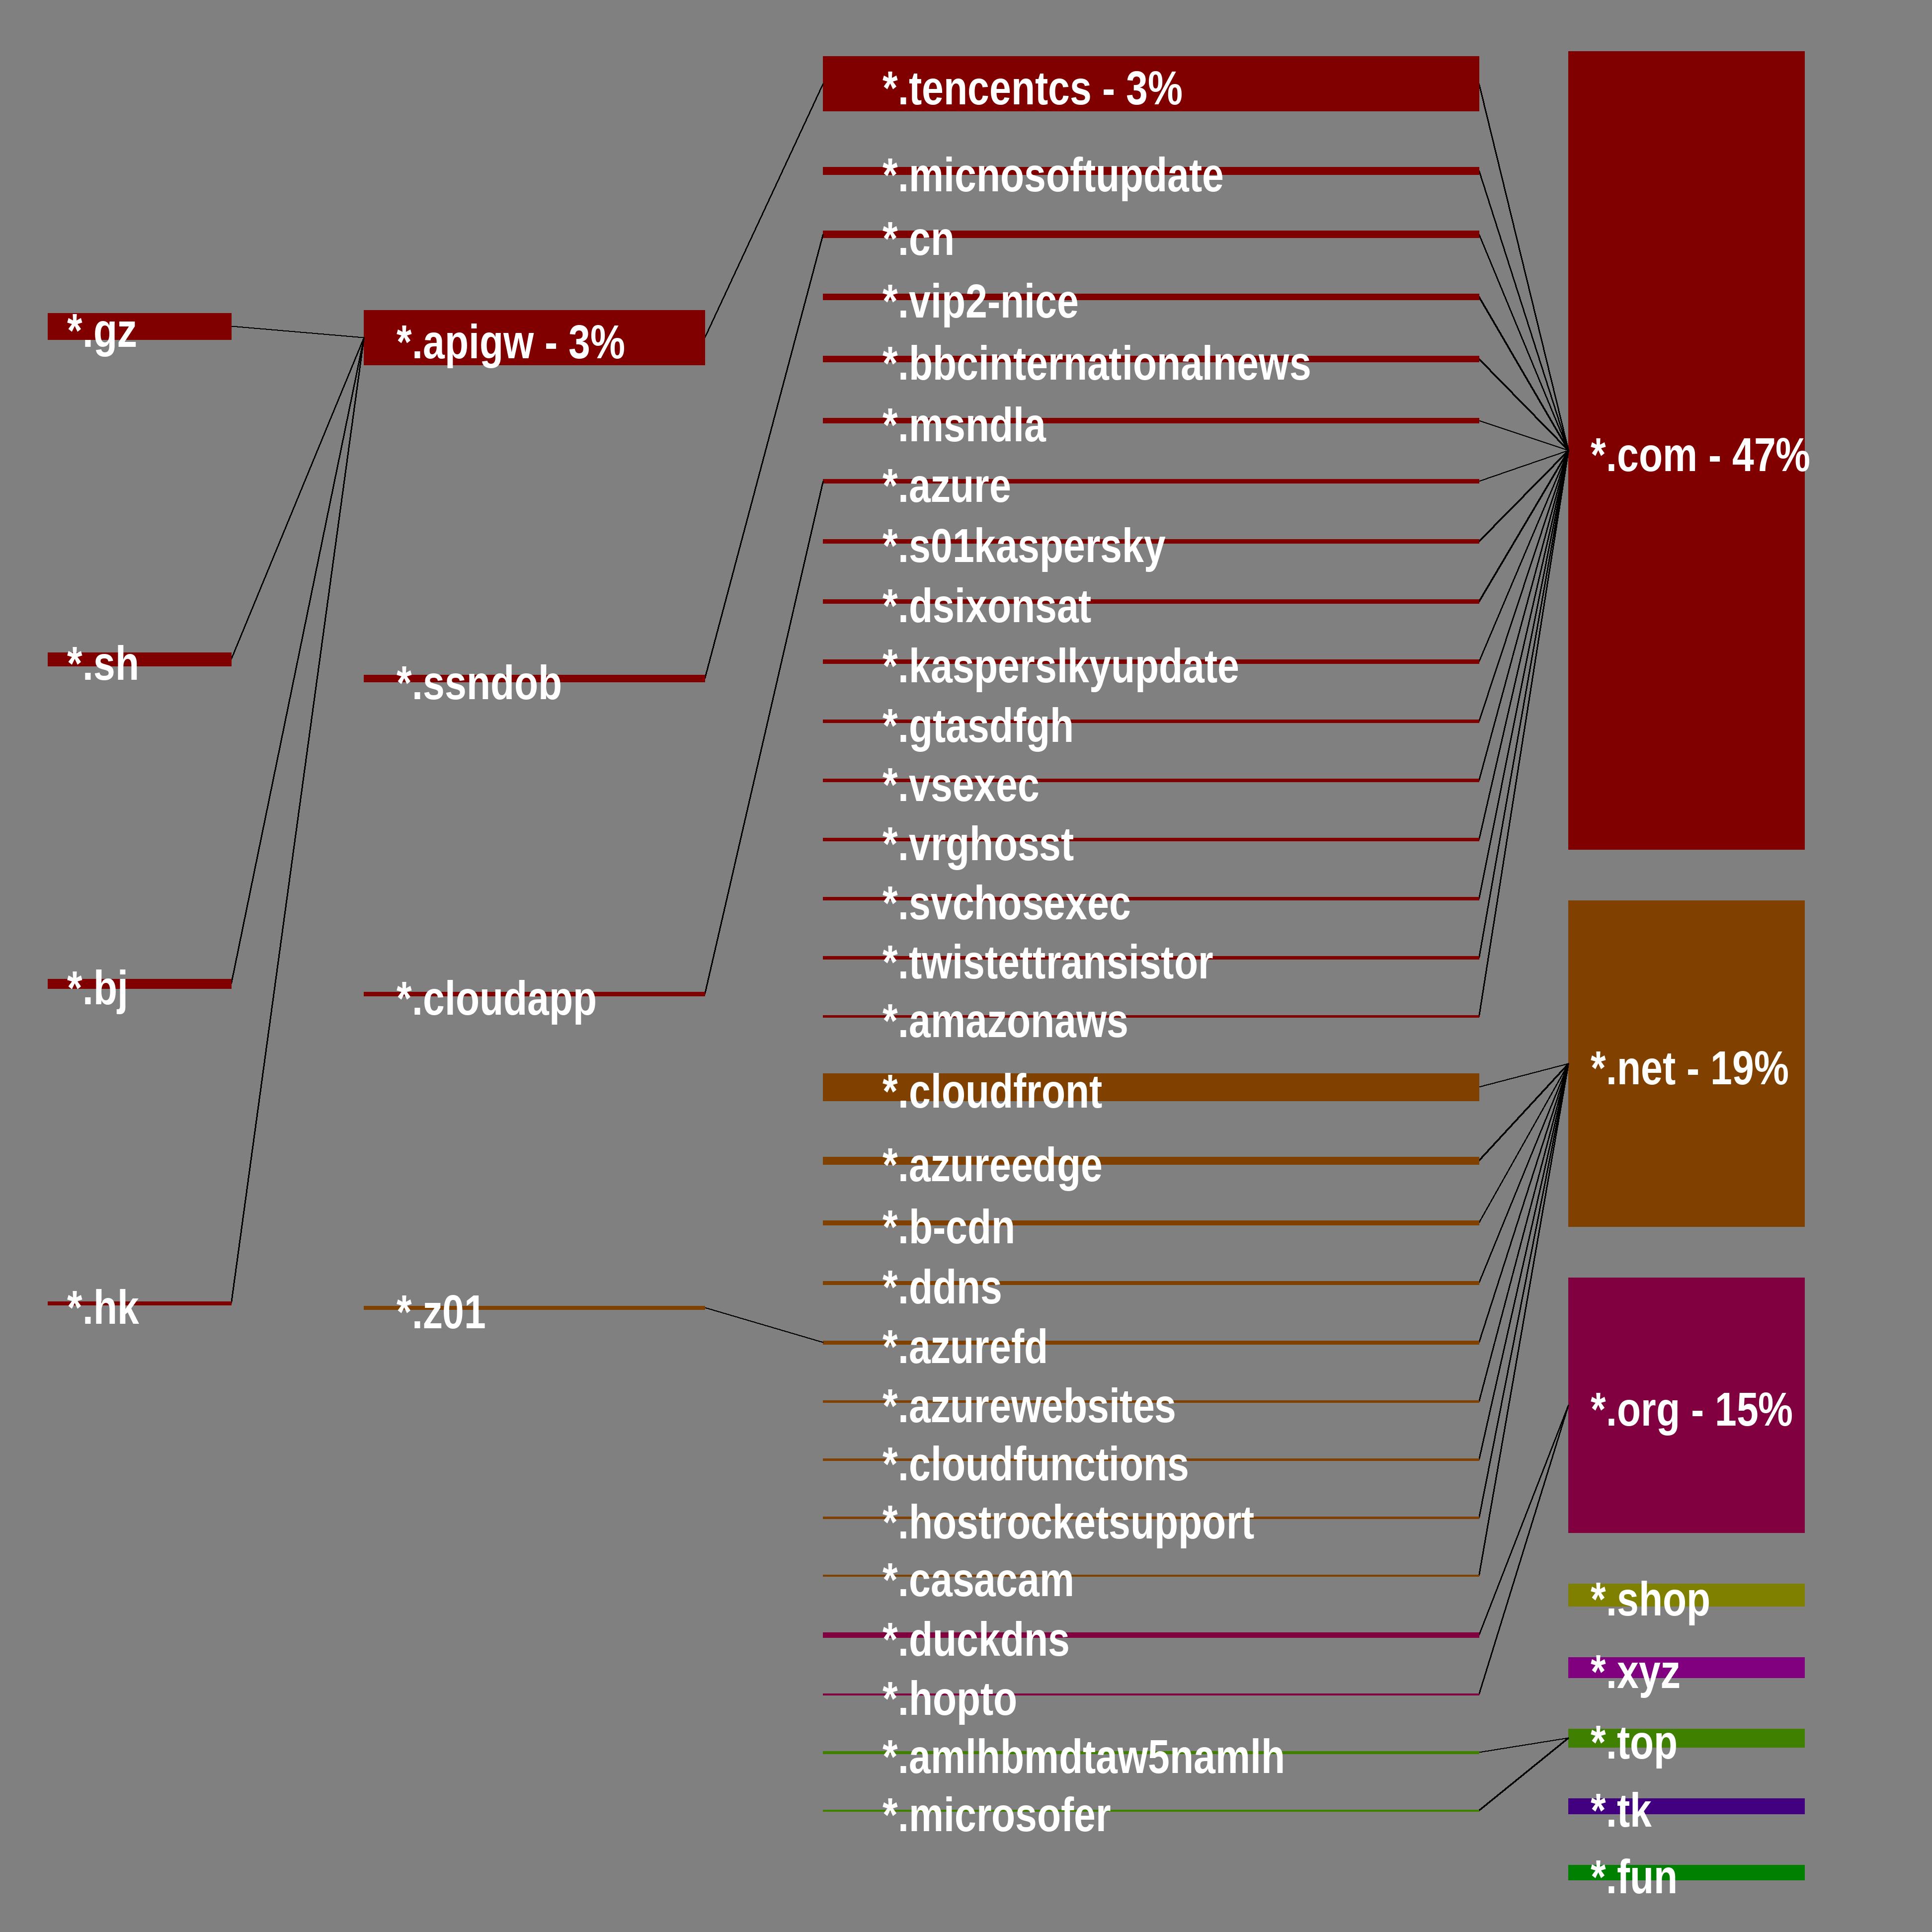 *.gz
*.sh
*.bj
*.hk
*.apigw - 3%
*.ssndob
*.cloudapp
*.z01
*.tencentcs - 3%
*.micnosoftupdate
*.cn
*.vip2-nice
*.bbcinternationalnews
*.msndla
*.azure
*.s01kaspersky
*.dsixonsat
*.kasperslkyupdate
*.gtasdfgh
*.vsexec
*.vrghosst
*.svchosexec
*.twistettransistor
*.amazonaws
*.cloudfront
*.azureedge
*.b-cdn
*.ddns
*.azurefd
*.azurewebsites
*.cloudfunctions
*.hostrocketsupport
*.casacam
*.duckdns
*.hopto
*.amlhbmdtaw5namlh
*.microsofer
*.com - 47%
*.net - 19%
*.org - 15%
*.shop
*.xyz
*.top
*.tk
*.fun